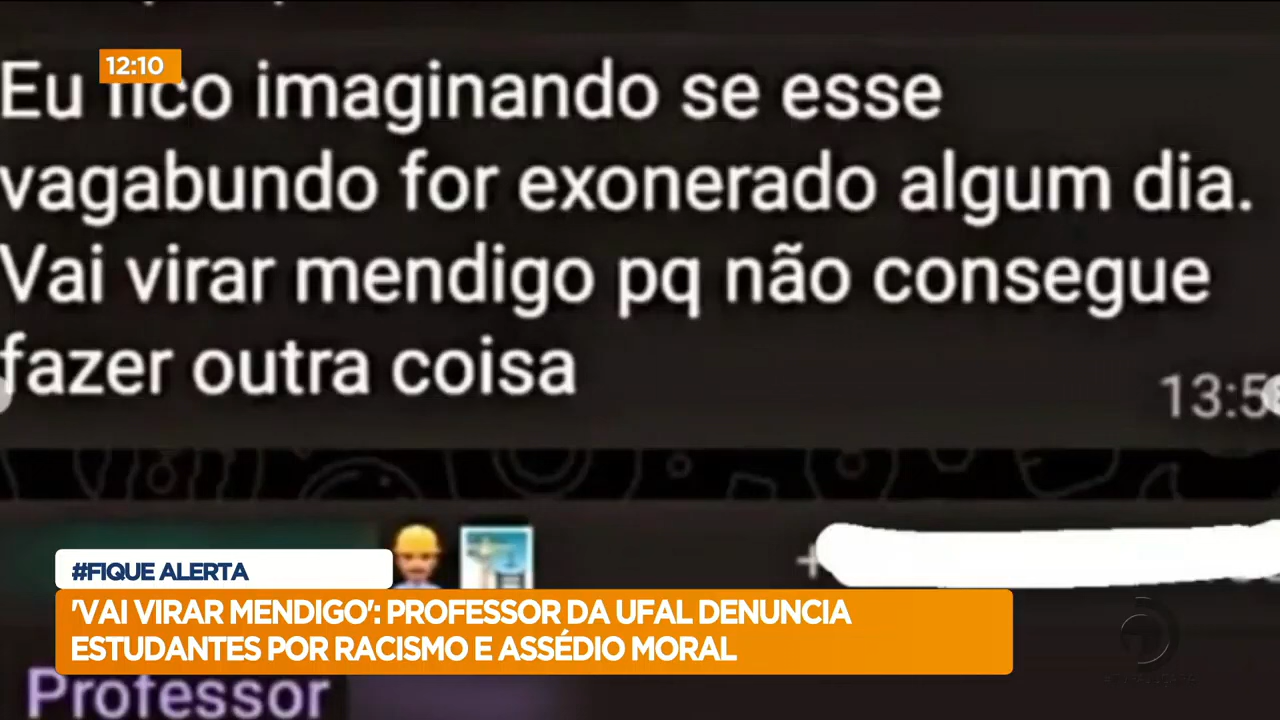 12:10
Eu fico imaginando se esse
vagabundo for exonerado algum dia.
Vai virar mendigo pq não consegue
fazer outra coisa
#FIQUE ALERTA
'VAI VIRAR MENDIGO': PROFESSOR DA UFAL DENUNCIA
ESTUDANTES POR RACISMO E ASSÉDIO MORAL
Professor